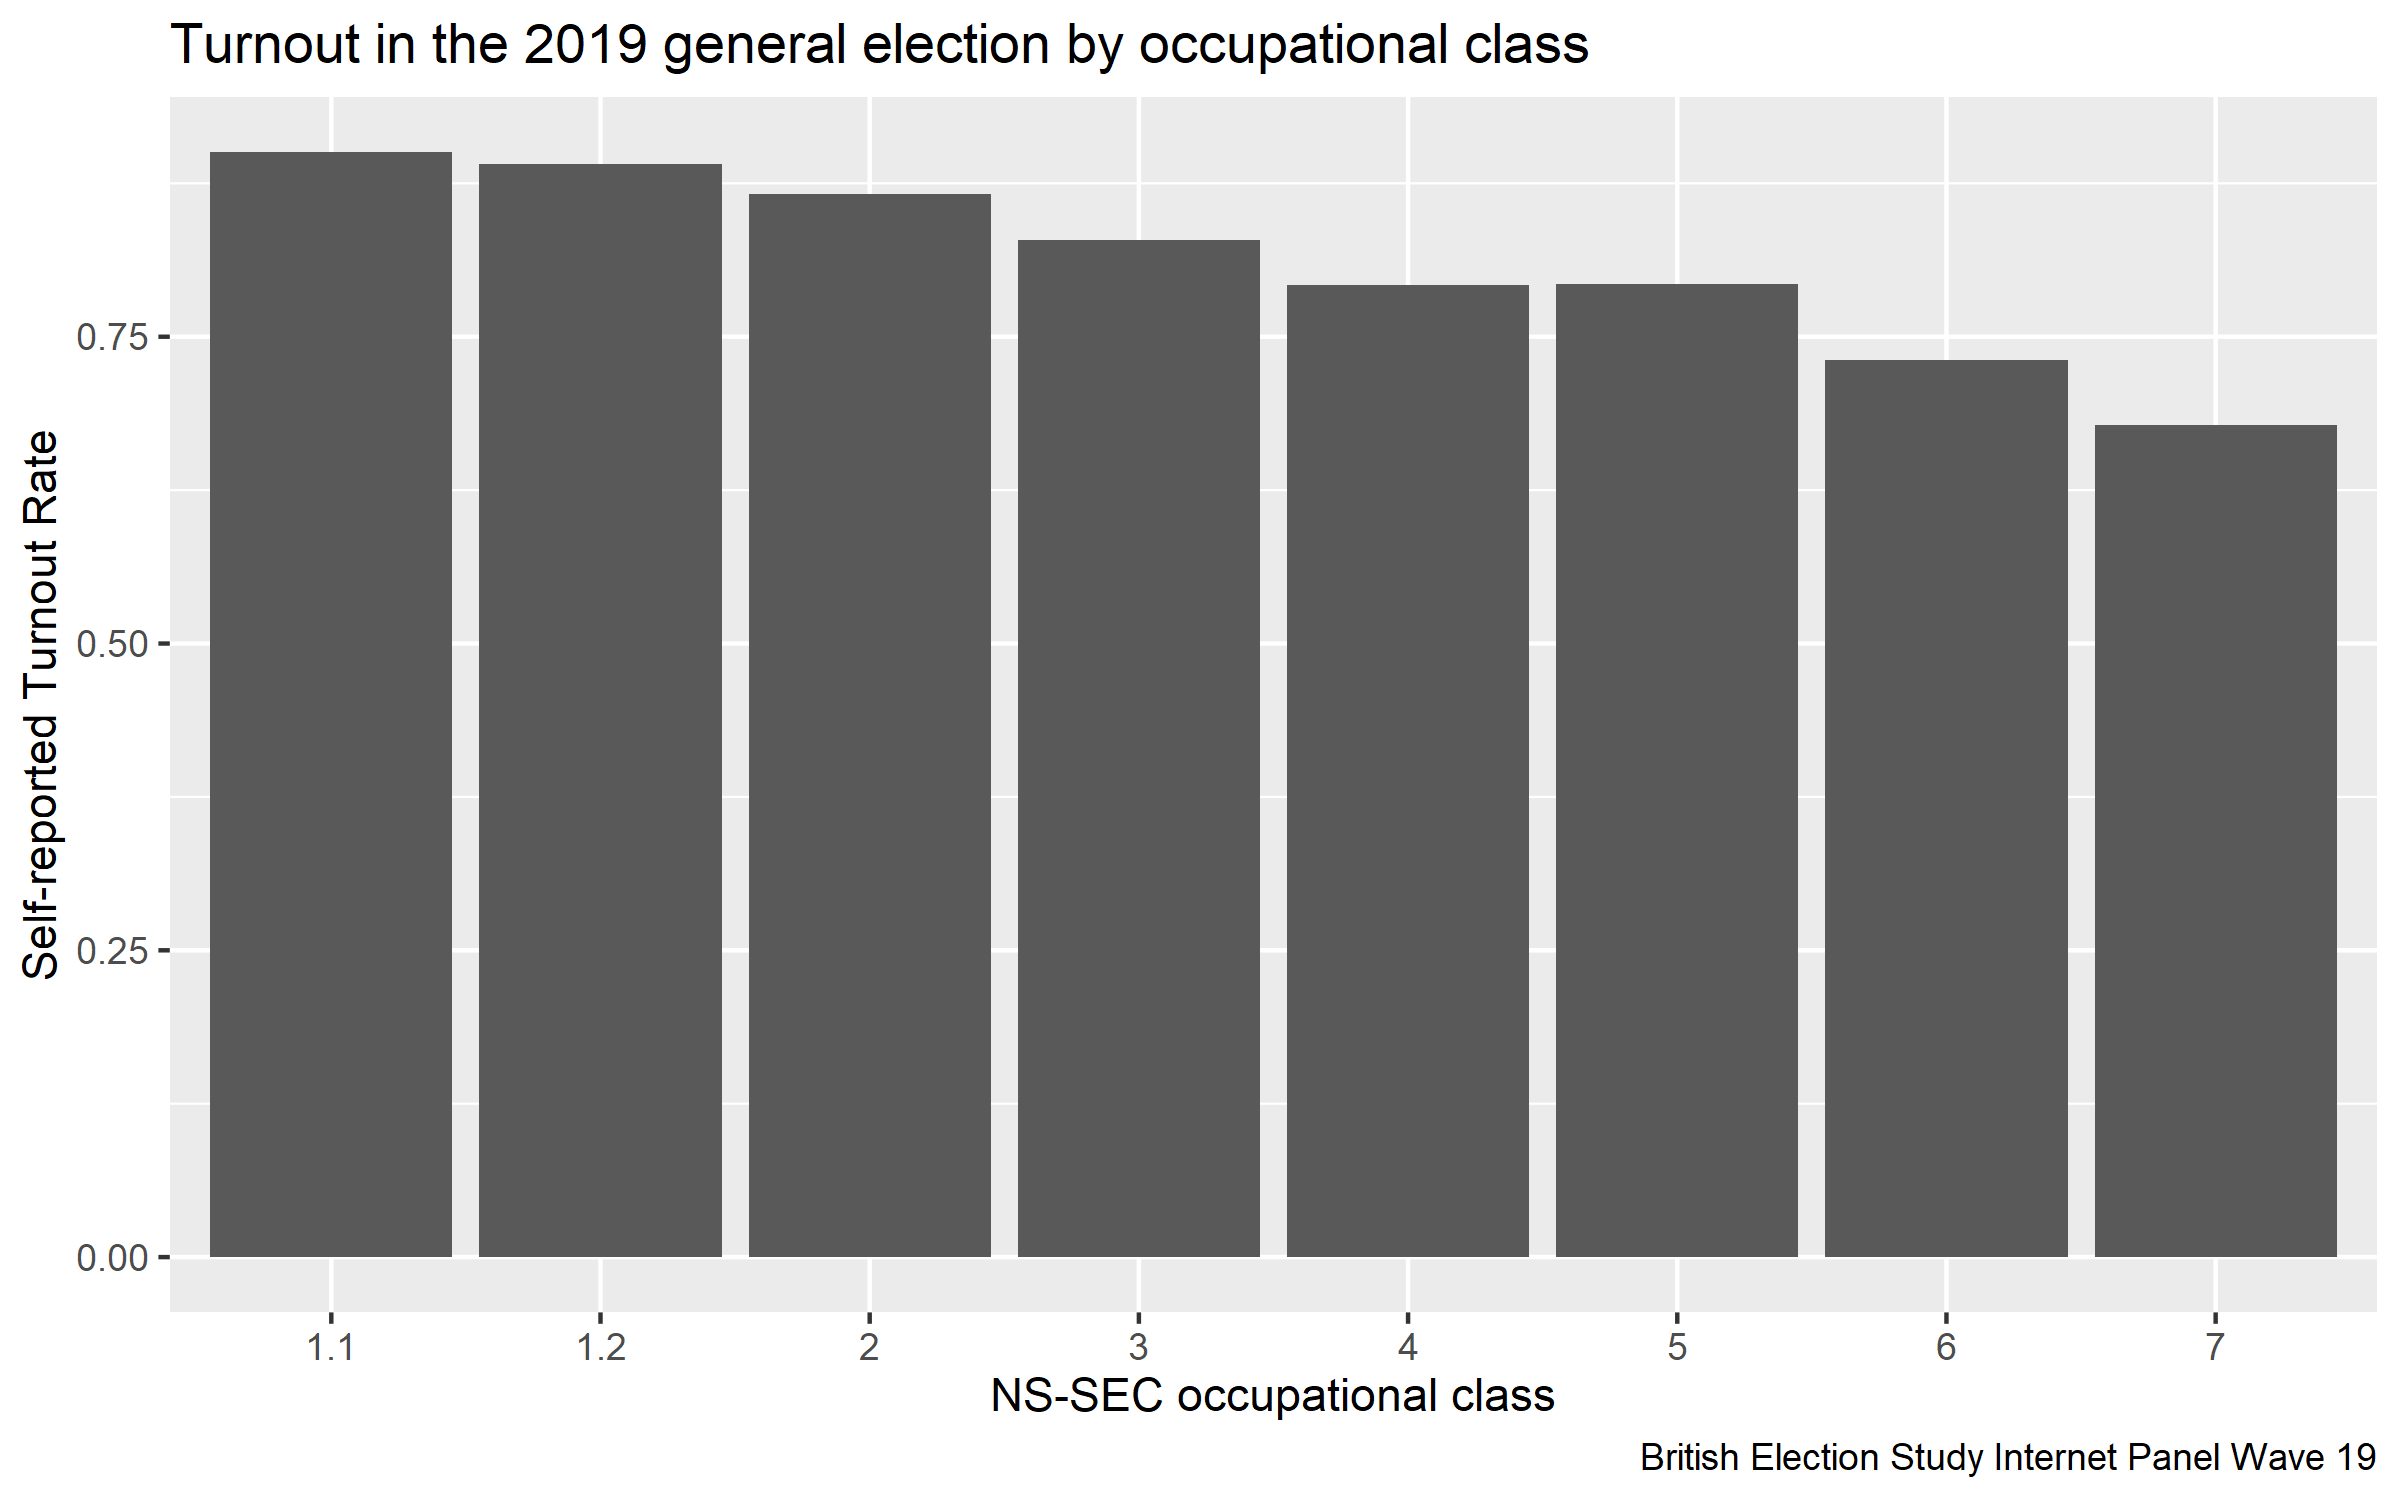 Turnout in the 2019 general election by occupational class
Self-reported Turnout Rate
0.75
0.50
0.25
0.00
1.1 1.2 2 3 4 5 6 7
NS-SEC occupational class
British Election Study Internet Panel Wave 19